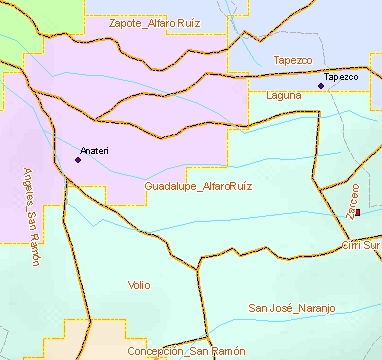 Zapote_Alfaro Ruíz
Tapezco
Tapezco
Laguna
Anateri
Guadalupe_AlfaroRuíz
Angeles_San Ramón
Zarcero
Cirri Sur
Volio
San José_Naranjo
Concepción_San Ramón